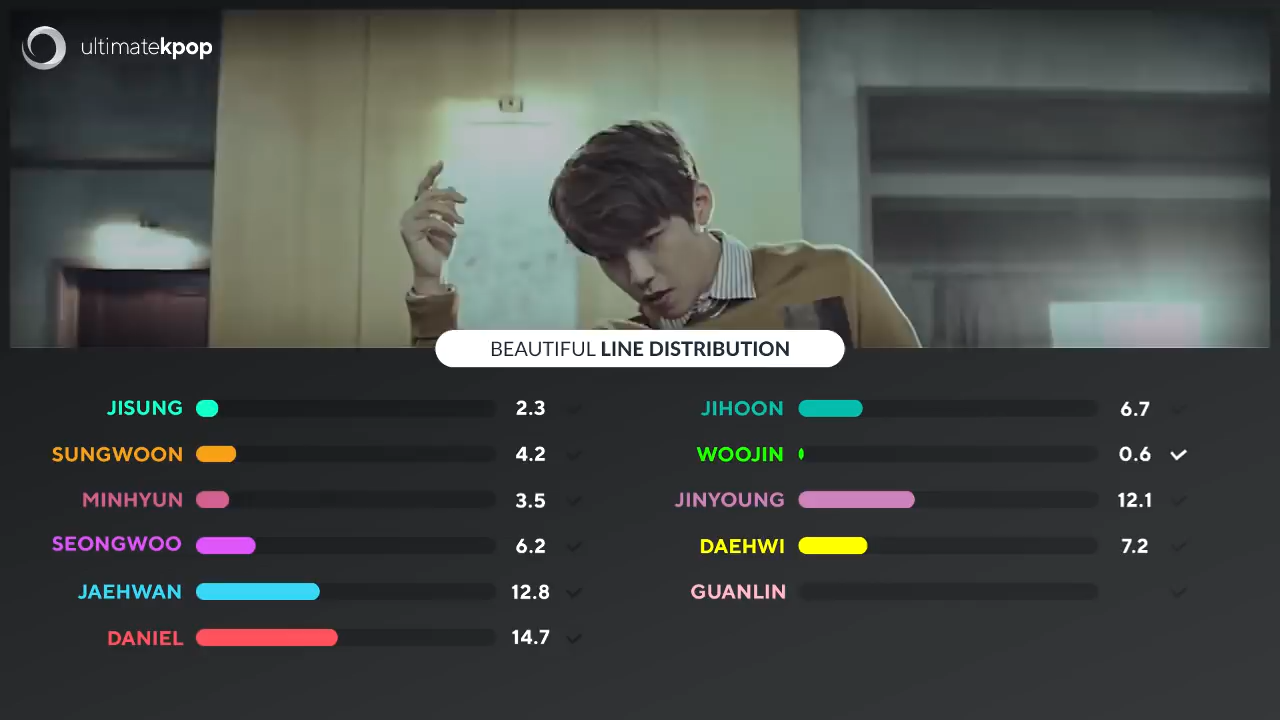 ultimatekpop
BEAUTIFUL LINE DISTRIBUTION
JISUNG 2.3
SUNGWOON 4.2
MINHYUN 3.5
SEONGWOO 6.2
JAEHWAN 12.8
DANIEL 14.7
JIHOON 6.7
WOOJIN 0.6
JINYOUNG 12.1
DAEHWI 7.2
GUANLIN